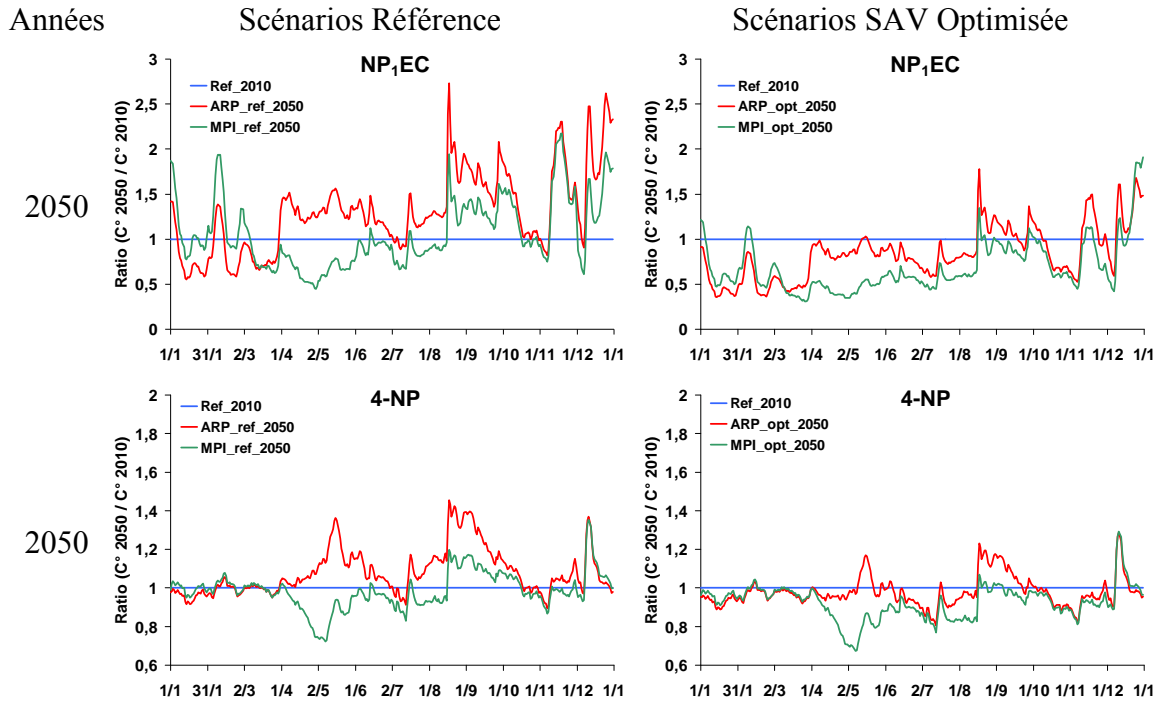 Années Scénarios Référence Scénarios SAV Optimisée
2050
NP₁EC
Ratio (C° 2050 / C° 2010)
Ref_2010
ARP_ref_2050
MPI_ref_2050
3
2,5
2
1,5
1
0,5
0
1/1 31/1 2/3 1/4 2/5 1/6 2/7 1/8 1/9 1/10 1/11 1/12 1/1
NP₁EC
Ratio (C° 2050 / C° 2010)
Ref_2010
ARP_opt_2050
MPI_opt_2050
3
2,5
2
1,5
1
0,5
0
1/1 31/1 2/3 1/4 2/5 1/6 2/7 1/8 1/9 1/10 1/11 1/12 1/1
2050
4-NP
Ratio (C° 2050 / C° 2010)
Ref_2010
ARP_ref_2050
MPI_ref_2050
2
1,8
1,6
1,4
1,2
1
0,8
0,6
1/1 31/1 2/3 1/4 2/5 1/6 2/7 1/8 1/9 1/10 1/11 1/12 1/1
4-NP
Ratio (C° 2050 / C° 2010)
Ref_2010
ARP_opt_2050
MPI_opt_2050
2
1,8
1,6
1,4
1,2
1
0,8
0,6
1/1 31/1 2/3 1/4 2/5 1/6 2/7 1/8 1/9 1/10 1/11 1/12 1/1